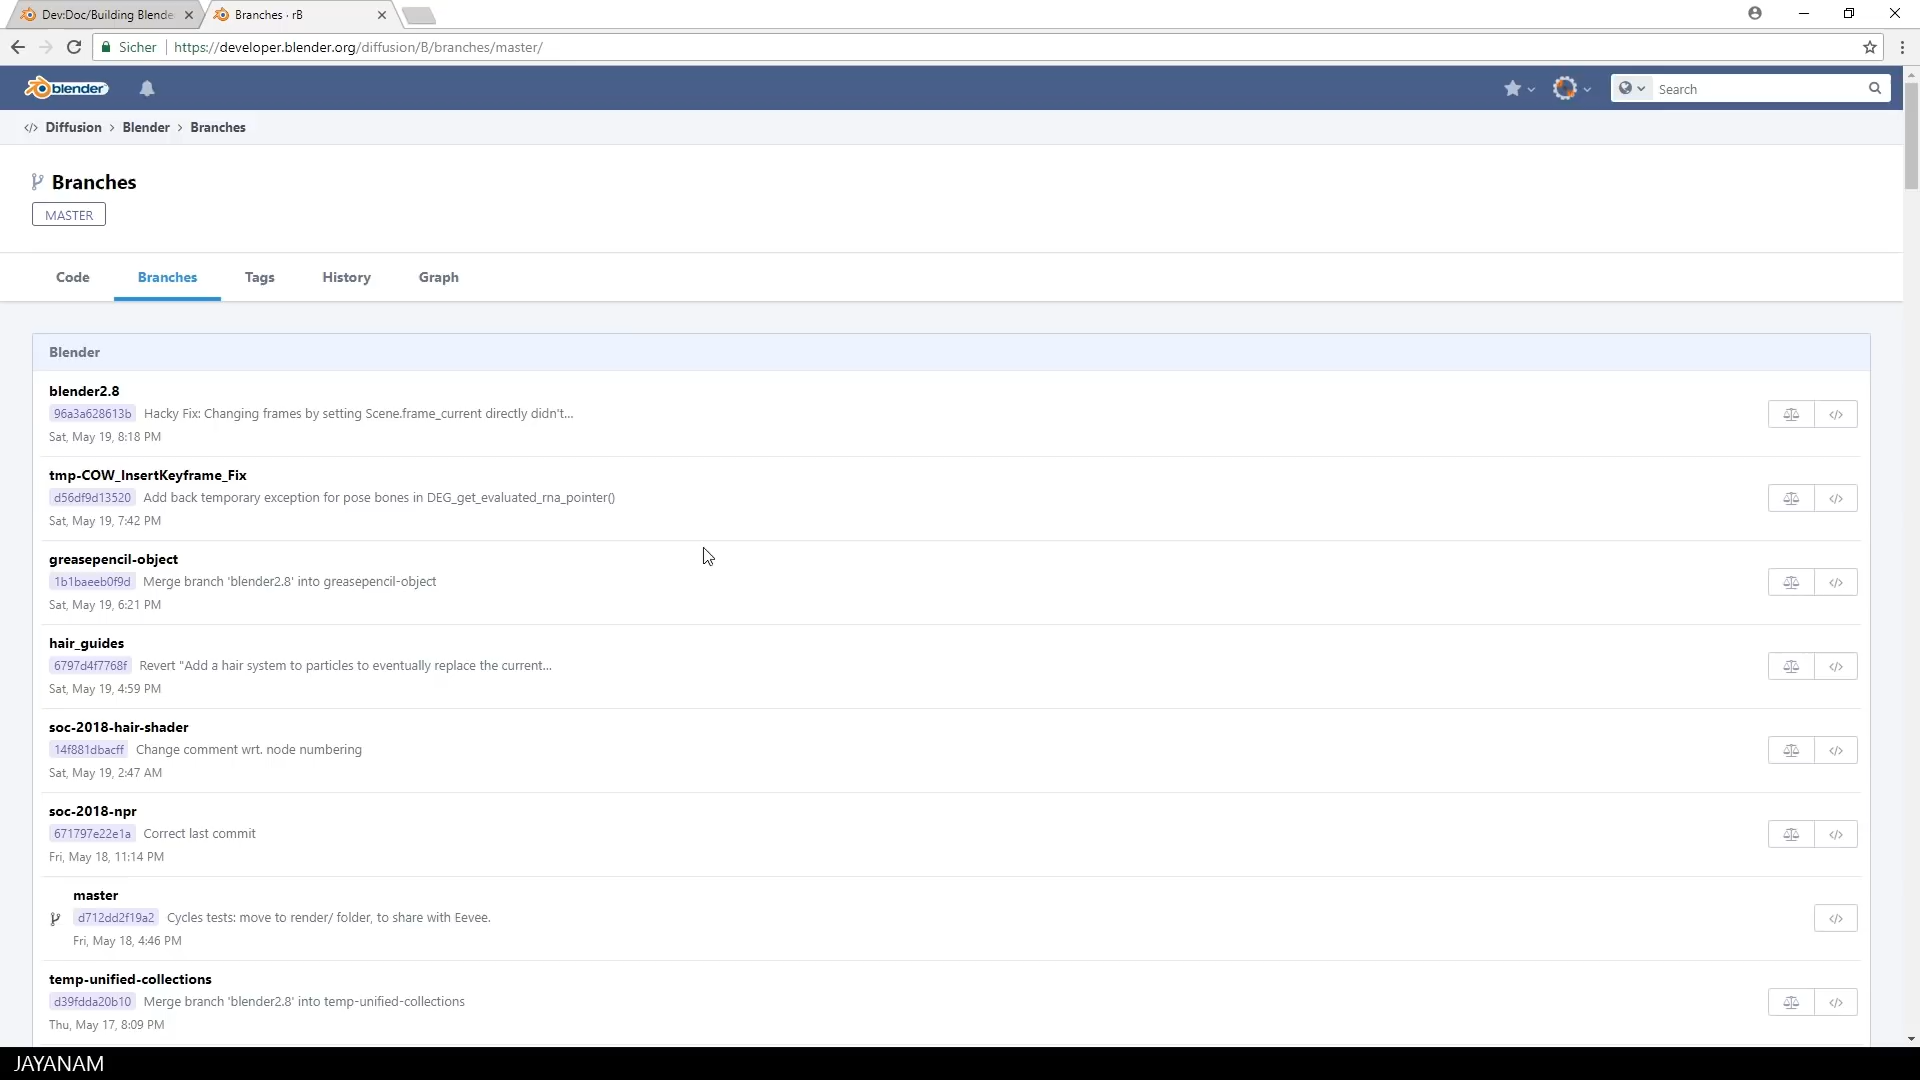 Dev:Doc/Building Blende
Branches · rB
Sicher
https://developer.blender.org/diffusion/B/branches/master/
blender
Search
</> Diffusion > Blender > Branches
Branches
MASTER
Code
Branches
Tags
History
Graph
Blender
blender2.8
96a3a628613b Hacky Fix: Changing frames by setting Scene.frame_current directly didn't...
Sat, May 19, 8:18 PM
</>
tmp-COW_InsertKeyframe_Fix
d56df9d13520 Add back temporary exception for pose bones in DEG_get_evaluated_rna_pointer()
Sat, May 19, 7:42 PM
</>
greasepencil-object
1b1baeeb0f9d Merge branch 'blender2.8' into greasepencil-object
Sat, May 19, 6:21 PM
</>
hair_guides
6797d4f7768f Revert "Add a hair system to particles to eventually replace the current...
Sat, May 19, 4:59 PM
</>
soc-2018-hair-shader
14f881dbacff Change comment wrt. node numbering
Sat, May 19, 2:47 AM
</>
soc-2018-npr
671797e22e1a Correct last commit
Fri, May 18, 11:14 PM
</>
master
d712dd2f19a2 Cycles tests: move to render/ folder, to share with Eevee.
Fri, May 18, 4:46 PM
</>
temp-unified-collections
d39fdda20b10 Merge branch 'blender2.8' into temp-unified-collections
Thu, May 17, 8:09 PM
</>
JAYANAM